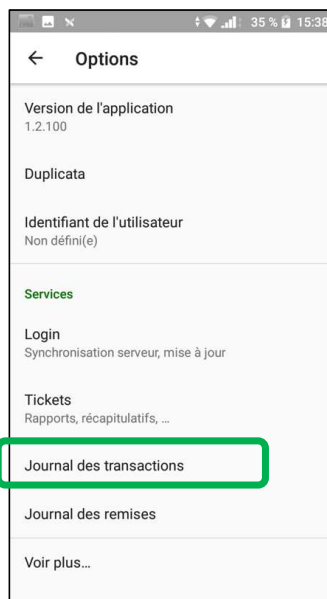 35 % 15:38
Options
Version de l'application
1.2.100
Duplicata
Identifiant de l'utilisateur
Non défini(e)
Services
Login
Synchronisation serveur, mise à jour
Tickets
Rapports, récapitulatifs, ...
Journal des transactions
Journal des remises
Voir plus...